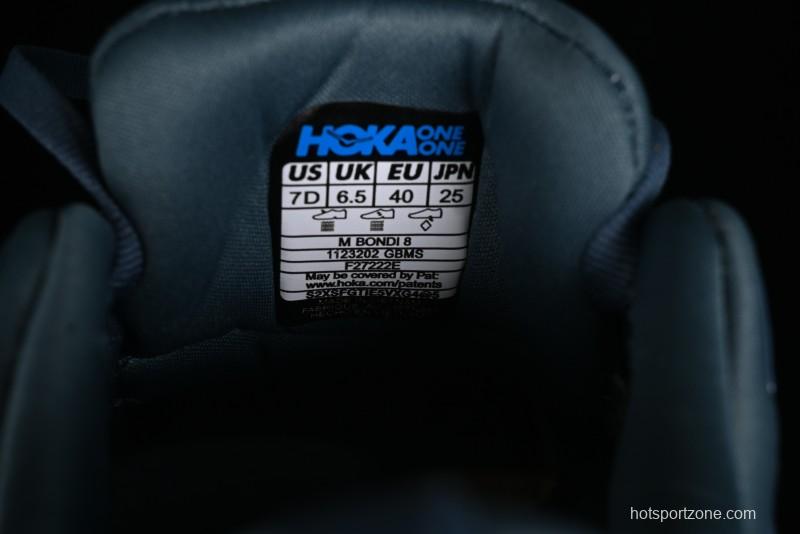 HOKA ONE ONE
US UK EU JPN
7D 6.5 40 25
M BONDI 8
1123202 GBMS
F27222E
May be covered by Pat:
www.hoka.com/patents
hotsportzone.com